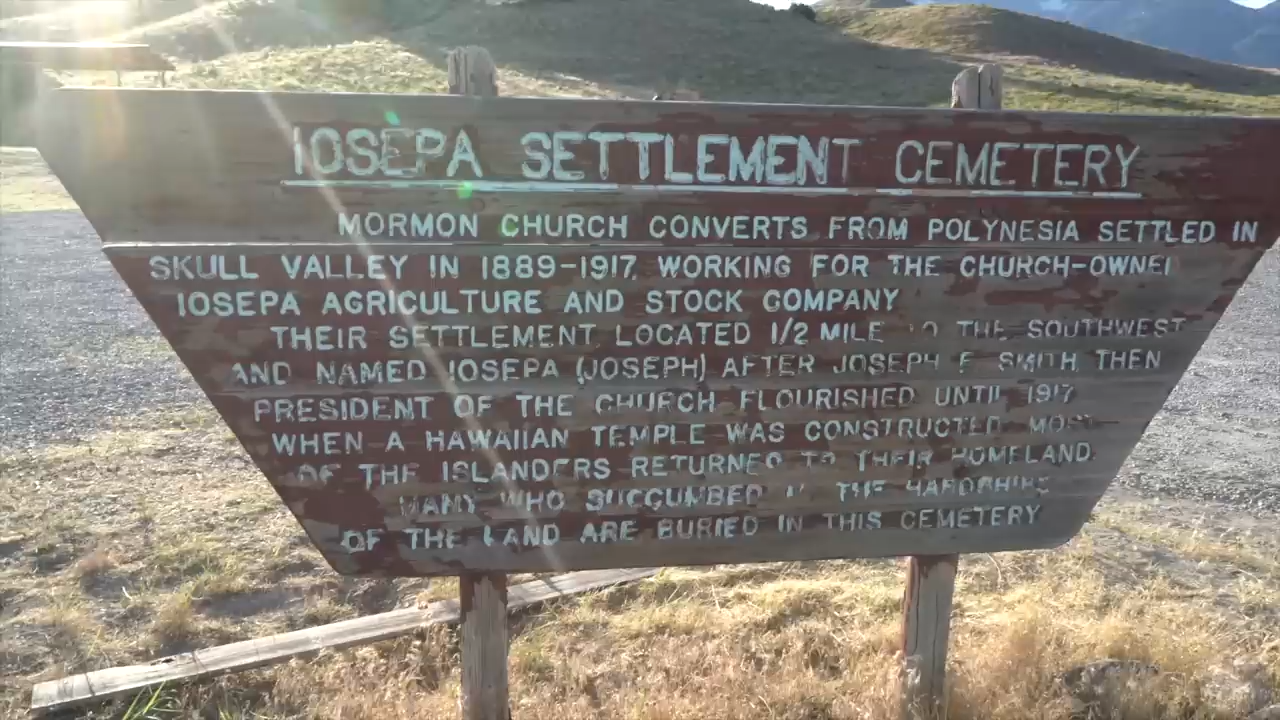 IOSEPA SETTLEMENT CEMETERY
MORMON CHURCH CONVERTS FROM POLYNESIA SETTLED IN
SKULL VALLEY IN 1889-1917, WORKING FOR THE CHURCH-OWNED
IOSEPA AGRICULTURE AND STOCK COMPANY
THEIR SETTLEMENT LOCATED 1/2 MILE TO THE SOUTHWEST
AND NAMED IOSEPA (JOSEPH) AFTER JOSEPH F. SMITH, THEN
PRESIDENT OF THE CHURCH FLOURISHED UNTIL 1917
WHEN A HAWAIIAN TEMPLE WAS CONSTRUCTED. MOST
OF THE ISLANDERS RETURNED TO THEIR HOMELAND.
MANY WHO SUCCUMBED THE HARDSHIPS
OF THE LAND ARE BURIED IN THIS CEMETERY